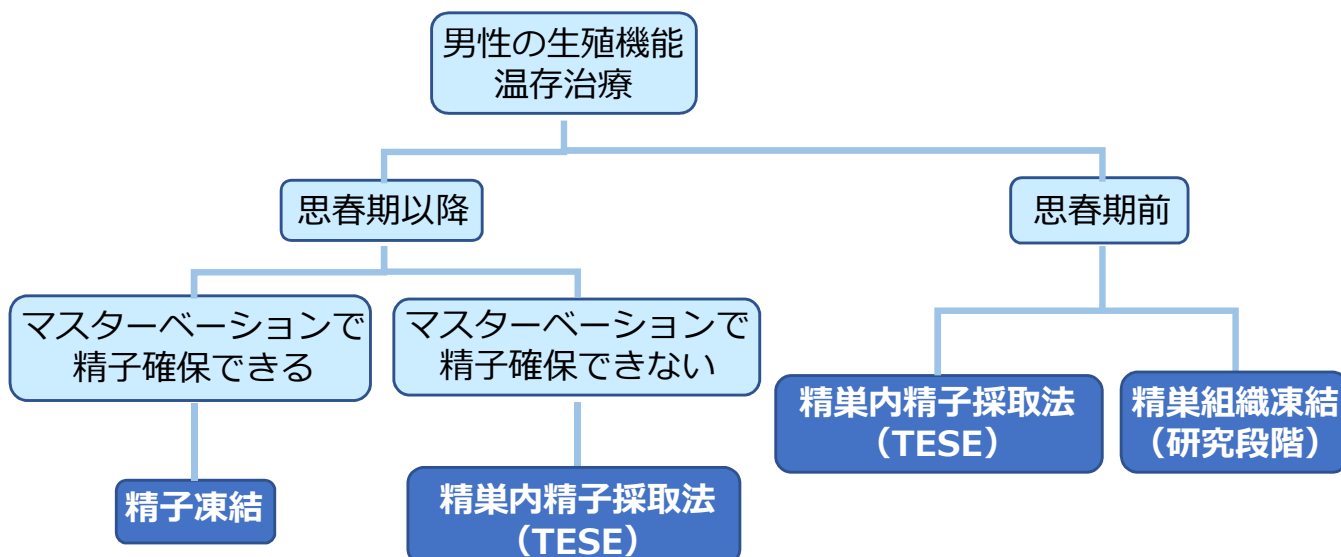 男性の生殖機能
温存治療
思春期以降
思春期前
マスターベーションで
精子確保できる
マスターベーションで
精子確保できない
精巣内精子採取法
（TESE）
精巣組織凍結
（研究段階）
精子凍結
精巣内精子採取法
（TESE）